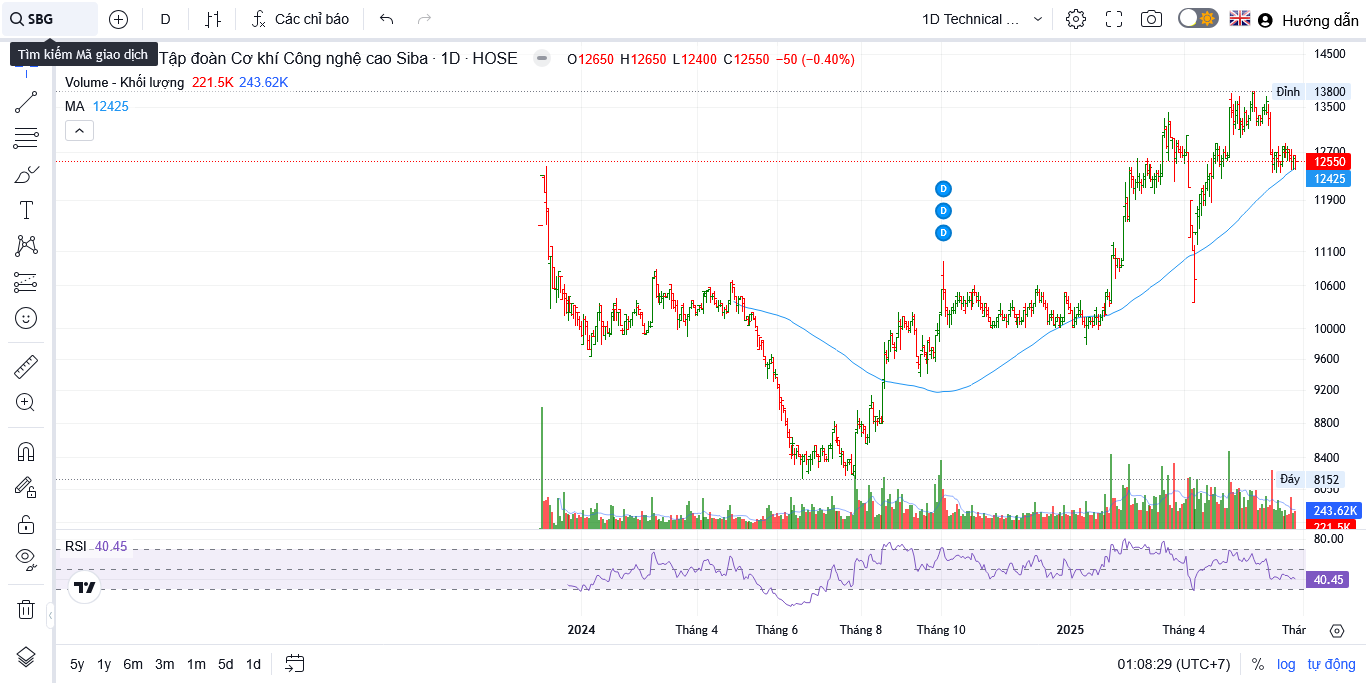 SBG
D
Các chỉ báo
1D Technical ...
Hướng dẫn
Tìm kiếm Mã giao dịch
Tập đoàn Cơ khí Công nghệ cao Siba · 1D · HOSE
O12650 H12650 L12400 C12550 −50 (−0.40%)
Volume - Khối lượng 221.5K 243.62K
MA 12425
14500
Đỉnh 13800
13500
12700
12550
12425
11900
D
D
D
11100
10600
10000
9600
9200
8800
8400
Đáy 8152
8050
243.62K
221.5K
RSI 40.45
80.00
40.45
2024 Tháng 4 Tháng 6 Tháng 8 Tháng 10 2025 Tháng 4 Thár
5y 1y 6m 3m 1m 5d 1d
01:08:29 (UTC+7) % log tự động